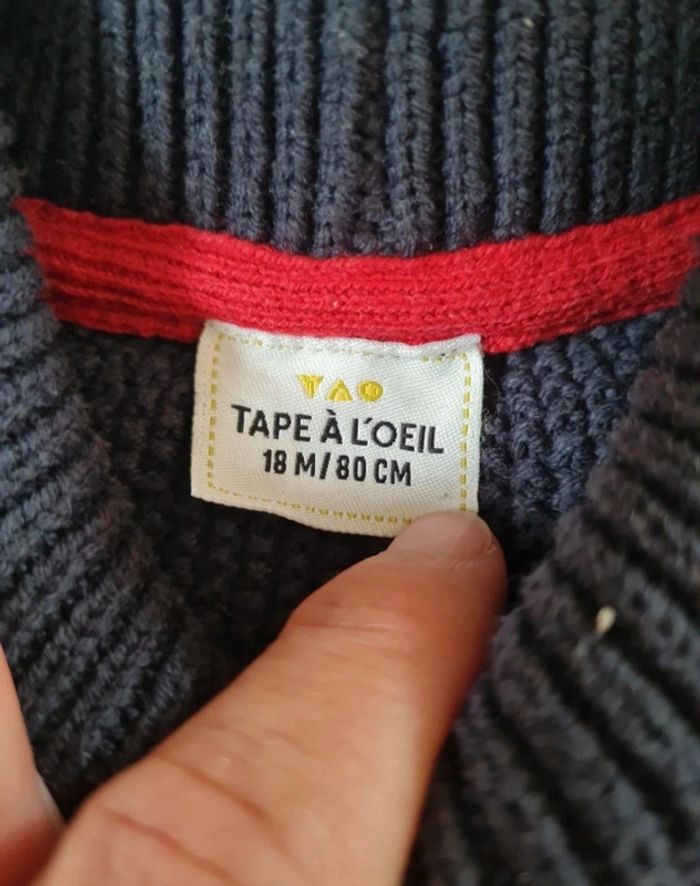 TAO
TAPE À L'OEIL
18 M/80 CM